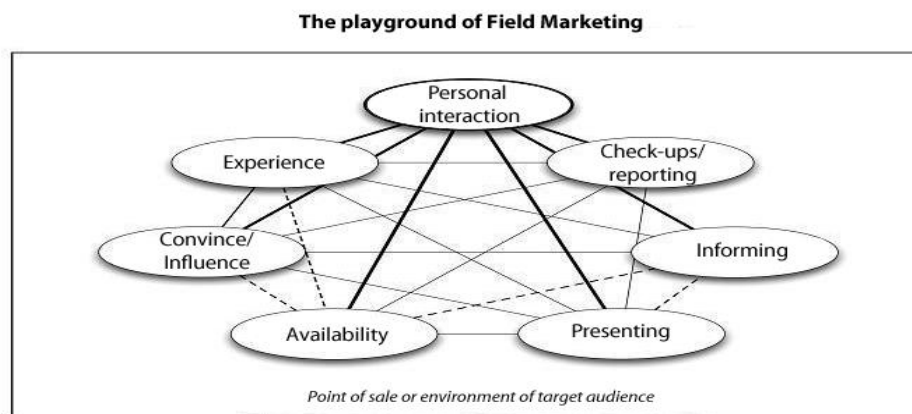 The playground of Field Marketing
Personal
interaction
Experience
Check-ups/
reporting
Convince/
Influence
Informing
Availability
Presenting
Point of sale or environment of target audience